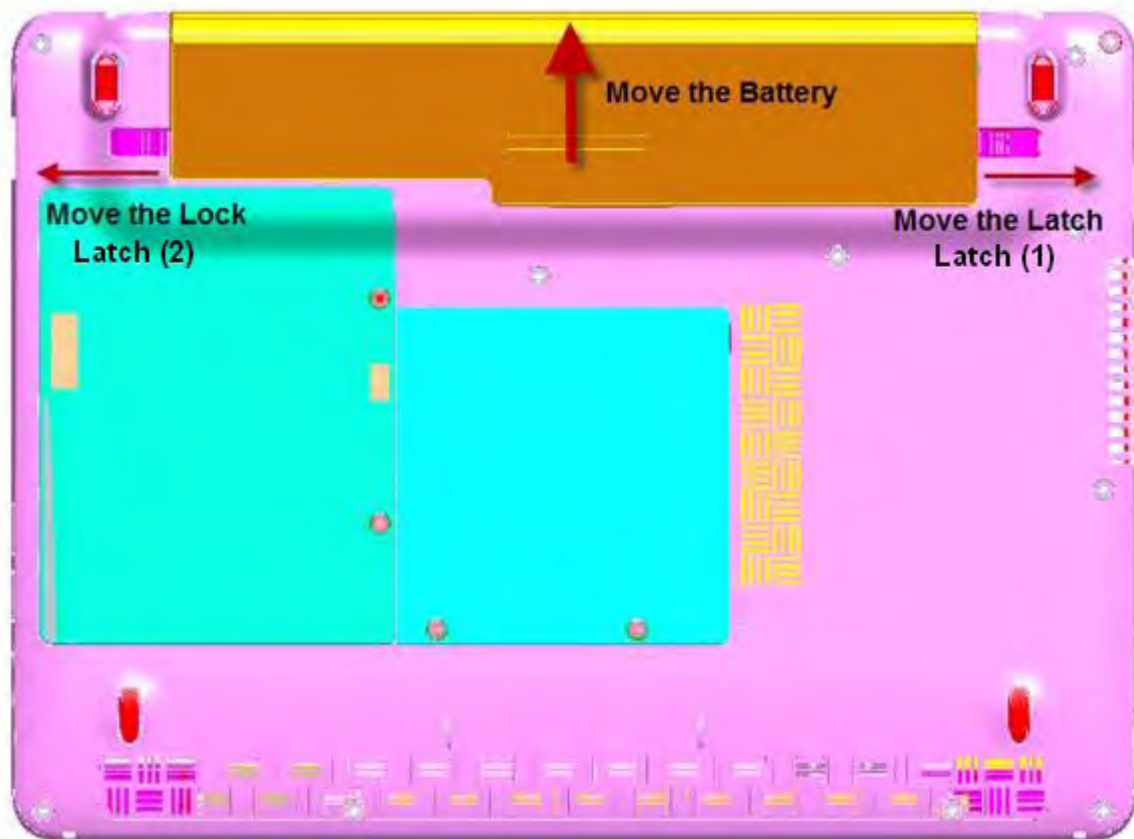 Move the Battery
Move the Lock
Latch (2)
Move the Latch
Latch (1)